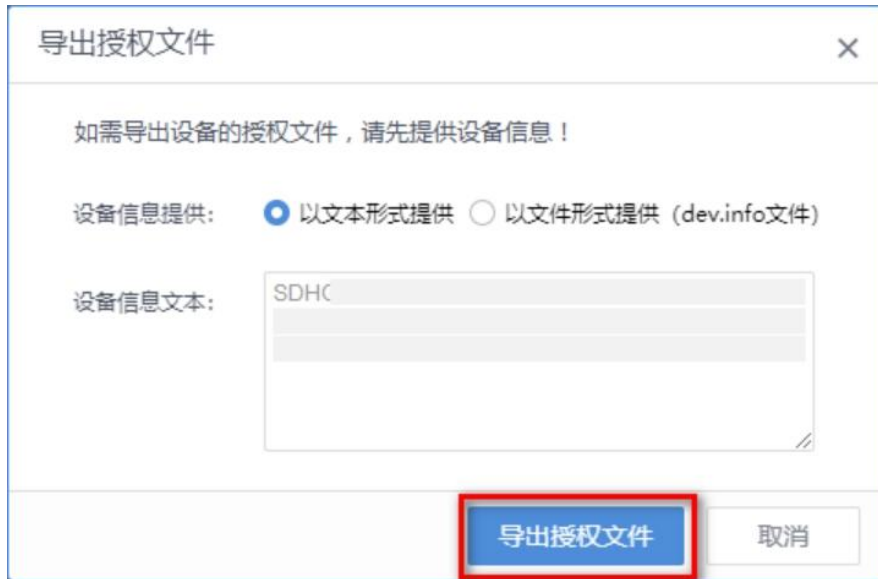 导出授权文件
如需导出设备的授权文件，请先提供设备信息！
设备信息提供: 以文本形式提供 以文件形式提供 (dev.info文件)
设备信息文本:
导出授权文件 取消